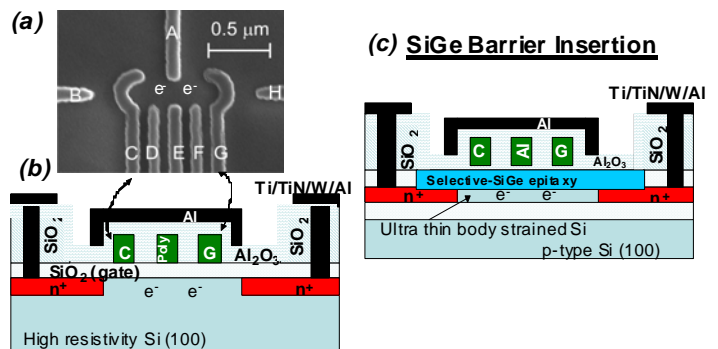 (a)
A
0.5 µm
e- e-
B H
C D E F G
(b)
Ti/TiN/W/Al
Al
SiO2 SiO2
C Poly G
Al2O3
SiO2 (gate)
n+ n+
e- e-
High resistivity Si (100)
(c) SiGe Barrier Insertion
Ti/TiN/W/Al
Al
SiO2 SiO2
C Al G
Al2O3
Selective-SiGe epitaxy
n+ e- e- n+
Ultra thin body strained Si
p-type Si (100)